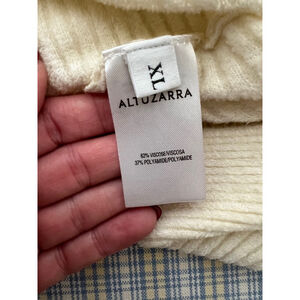 XL
ALTUZARRA
62% VISCOSE/VISCOSA
37% POLYAMIDE/POLYAMIDE